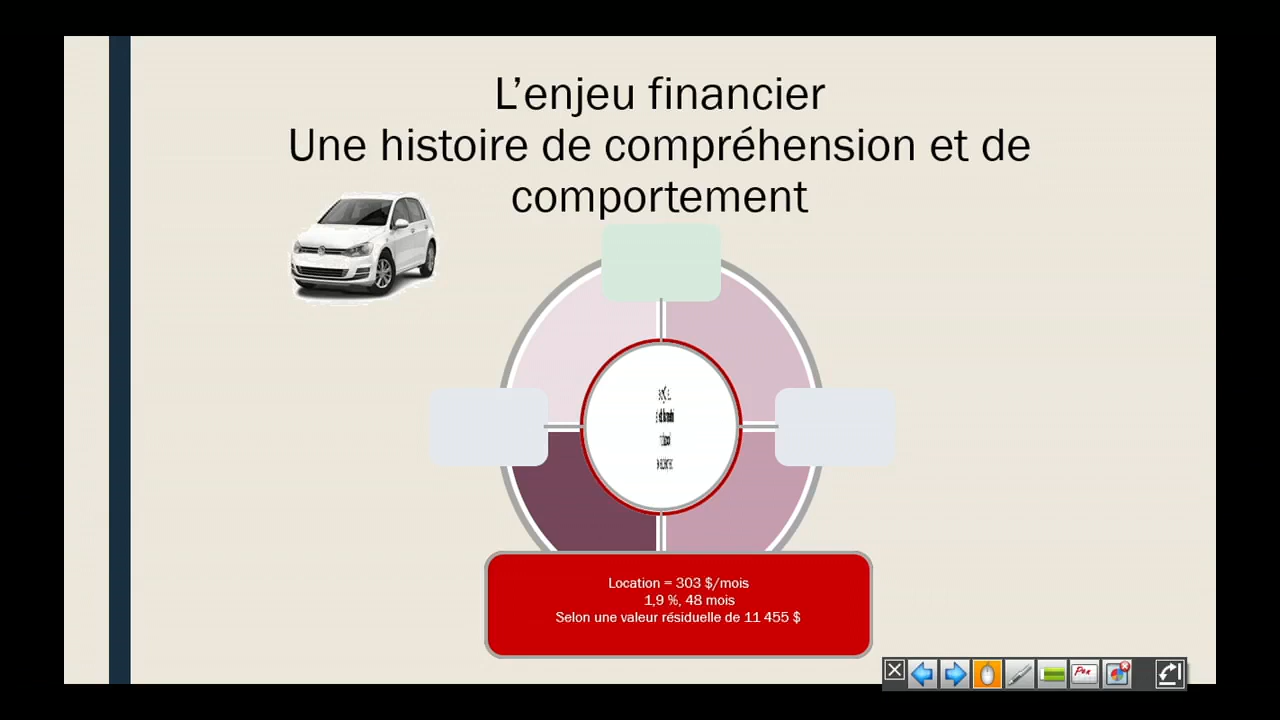 L’enjeu financier
Une histoire de compréhension et de
comportement
Location = 303 $/mois
1,9 %, 48 mois
Selon une valeur résiduelle de 11 455 $